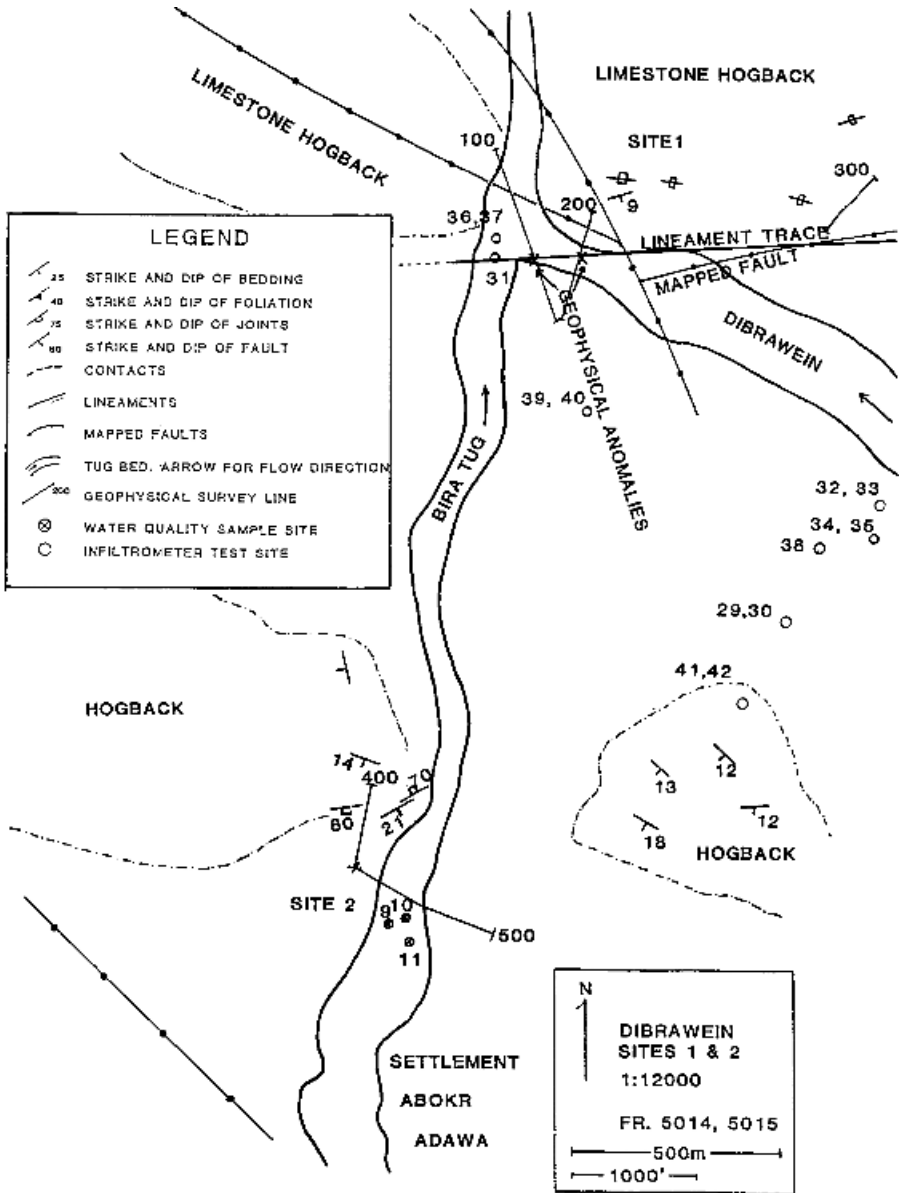 LIMESTONE HOGBACK
LIMESTONE HOGBACK
SITE 1
100
300
200
9
36,37
31
LINEAMENT TRACE
MAPPED FAULT
GEOPHYSICAL ANOMALIES
DIBRAWEIN
39, 40
BIRA TUG
LEGEND
25 STRIKE AND DIP OF BEDDING
40 STRIKE AND DIP OF FOLIATION
75 STRIKE AND DIP OF JOINTS
60 STRIKE AND DIP OF FAULT
CONTACTS
LINEAMENTS
MAPPED FAULTS
TUG BED, ARROW FOR FLOW DIRECTION
200 GEOPHYSICAL SURVEY LINE
WATER QUALITY SAMPLE SITE
INFILTROMETER TEST SITE
32, 33
34, 35
38
29,30
41,42
HOGBACK
14
400
70
60
21
13
12
18
12
HOGBACK
SITE 2
9
10
11
500
SETTLEMENT
ABOKR
ADAWA
N
DIBRAWEIN
SITES 1 & 2
1:12000
FR. 5014, 5015
500m
1000'